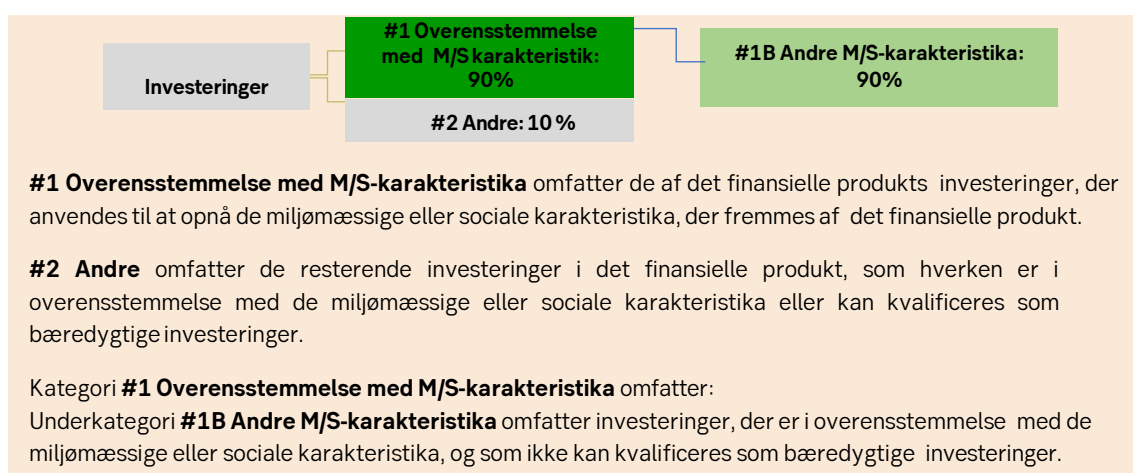 #1 Overensstemmelse
med M/S karakteristik:
90%
#1B Andre M/S-karakteristika:
90%
Investeringer
#2 Andre: 10 %
#1 Overensstemmelse med M/S-karakteristika omfatter de af det finansielle produkts investeringer, der
anvendes til at opnå de miljømæssige eller sociale karakteristika, der fremmes af det finansielle produkt.
#2 Andre omfatter de resterende investeringer i det finansielle produkt, som hverken er i
overensstemmelse med de miljømæssige eller sociale karakteristika eller kan kvalificeres som
bæredygtige investeringer.
Kategori #1 Overensstemmelse med M/S-karakteristika omfatter:
Underkategori #1B Andre M/S-karakteristika omfatter investeringer, der er i overensstemmelse med de
miljømæssige eller sociale karakteristika, og som ikke kan kvalificeres som bæredygtige investeringer.